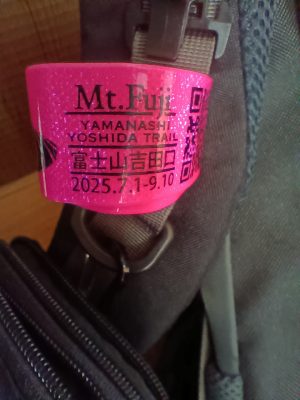 Mt.Fuji
YAMANASHI
YOSHIDA TRAIL
富士山吉田口
2025.7.1-9.10